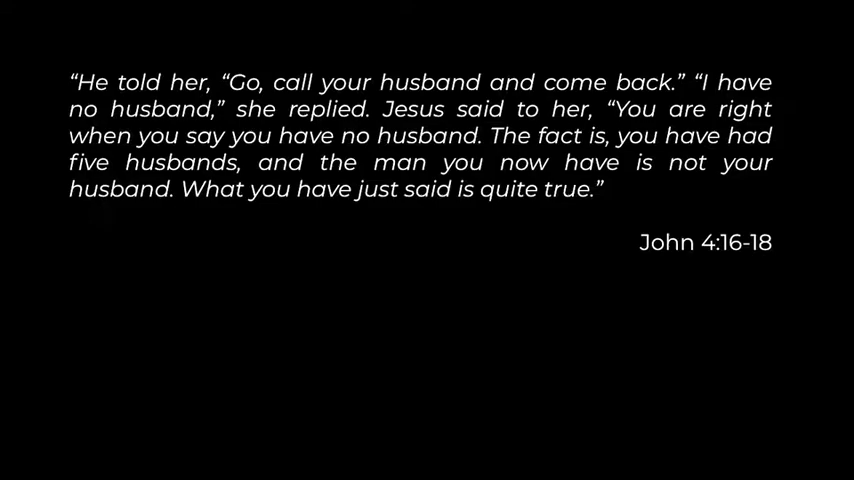 “He told her, “Go, call your husband and come back.” “I have
no husband,” she replied. Jesus said to her, “You are right
when you say you have no husband. The fact is, you have had
five husbands, and the man you now have is not your
husband. What you have just said is quite true.”
John 4:16-18